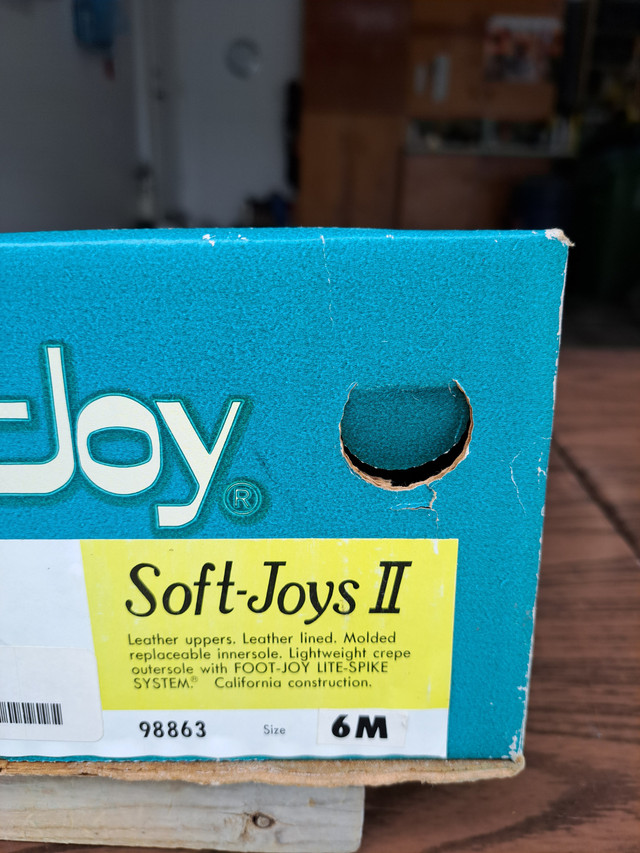 -Joy®
Soft-Joys II
Leather uppers. Leather lined. Molded
replaceable innersole. Lightweight crepe
outersole with FOOT-JOY LITE-SPIKE
SYSTEM.® California construction.
98863 Size 6M